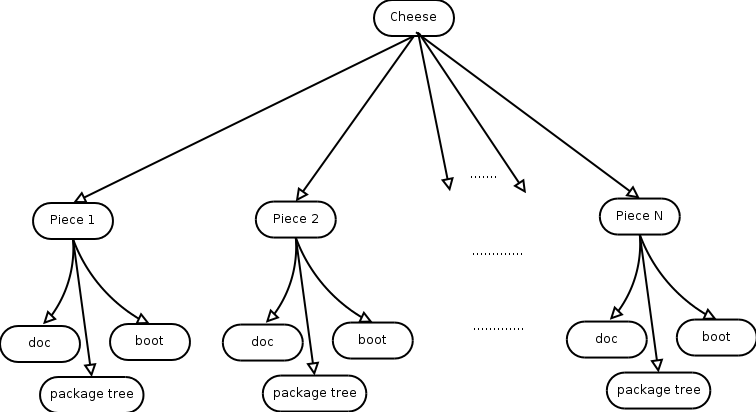 Cheese
.......
Piece 1
Piece 2
Piece N
.............
doc
boot
doc
boot
doc
boot
.............
package tree
package tree
package tree